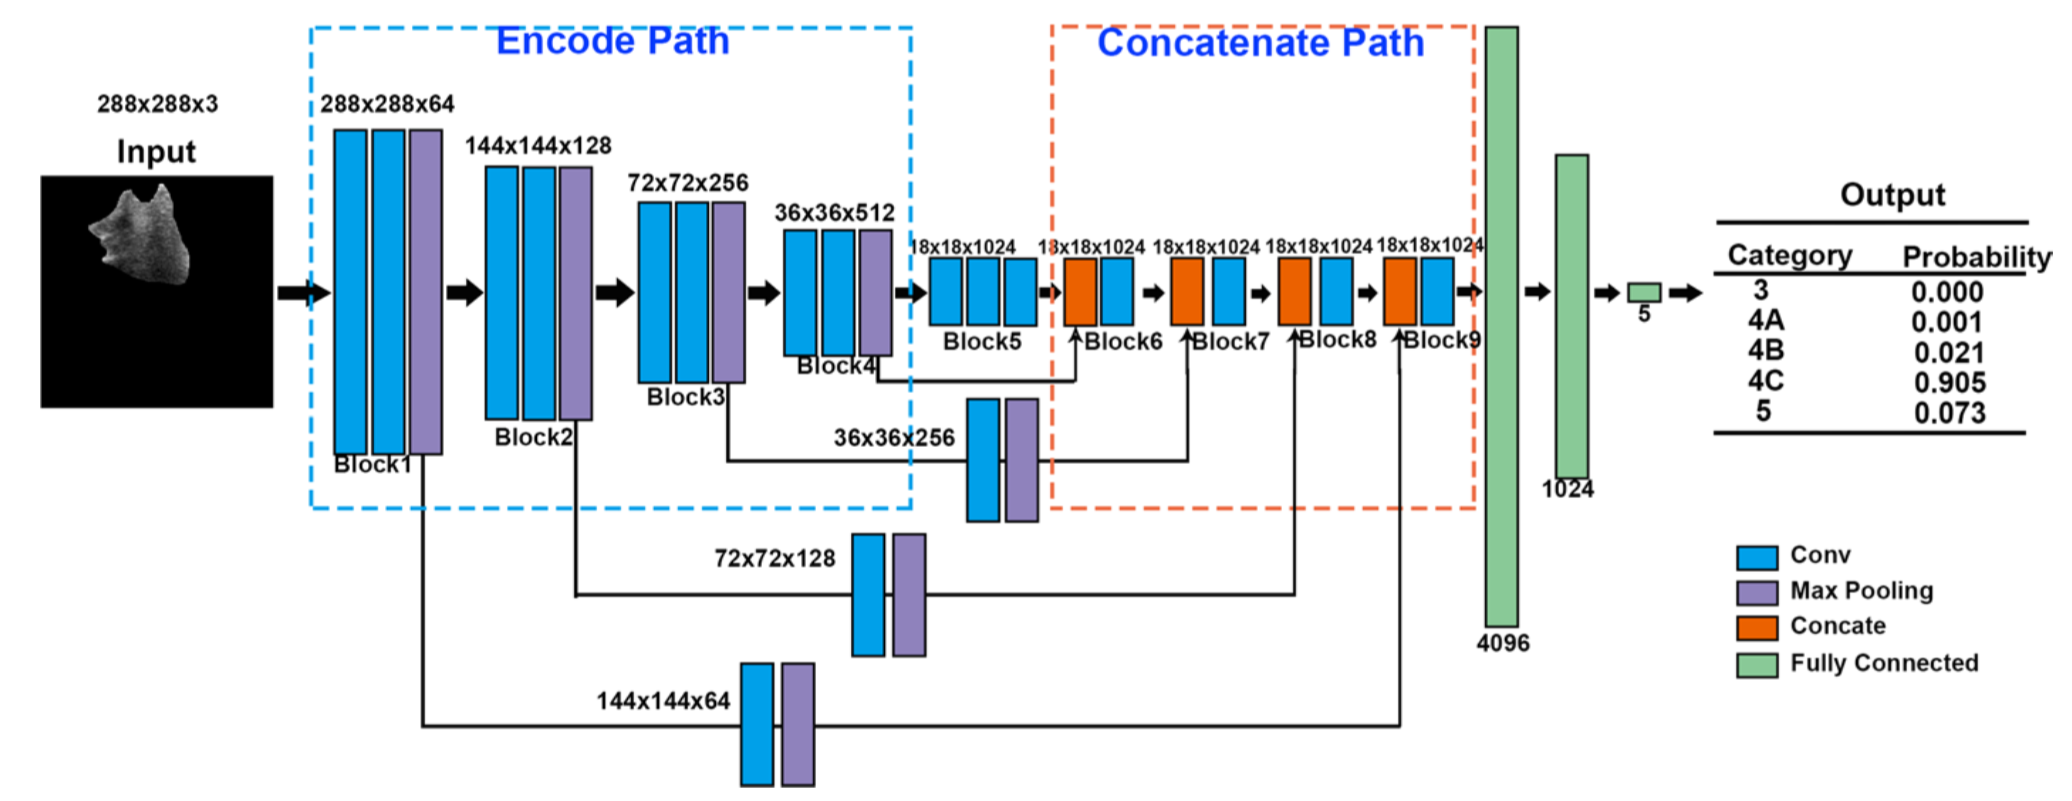 Encode Path
Concatenate Path
288x288x3
Input
288x288x64
144x144x128
72x72x256
36x36x512
18x18x1024
18x18x1024
18x18x1024
18x18x1024
18x18x1024
Block1
Block2
Block3
Block4
Block5
Block6
Block7
Block8
Block9
36x36x256
72x72x128
144x144x64
4096
1024
5
Output
Category Probability
3 0.000
4A 0.001
4B 0.021
4C 0.905
5 0.073
Conv
Max Pooling
Concate
Fully Connected